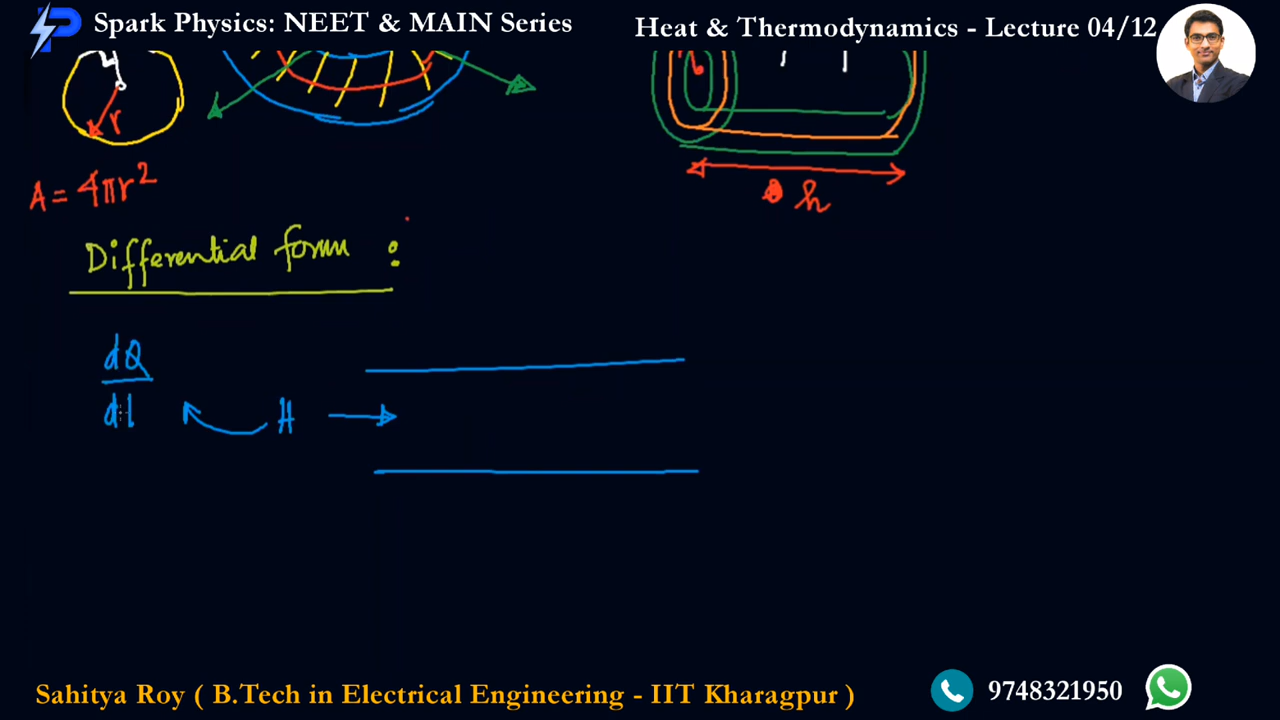 Spark Physics: NEET & MAIN Series
Heat & Thermodynamics - Lecture 04/12
r
A = 4πr²
h
Differential form :
dQ
dt
H
Sahitya Roy ( B.Tech in Electrical Engineering - IIT Kharagpur )
9748321950